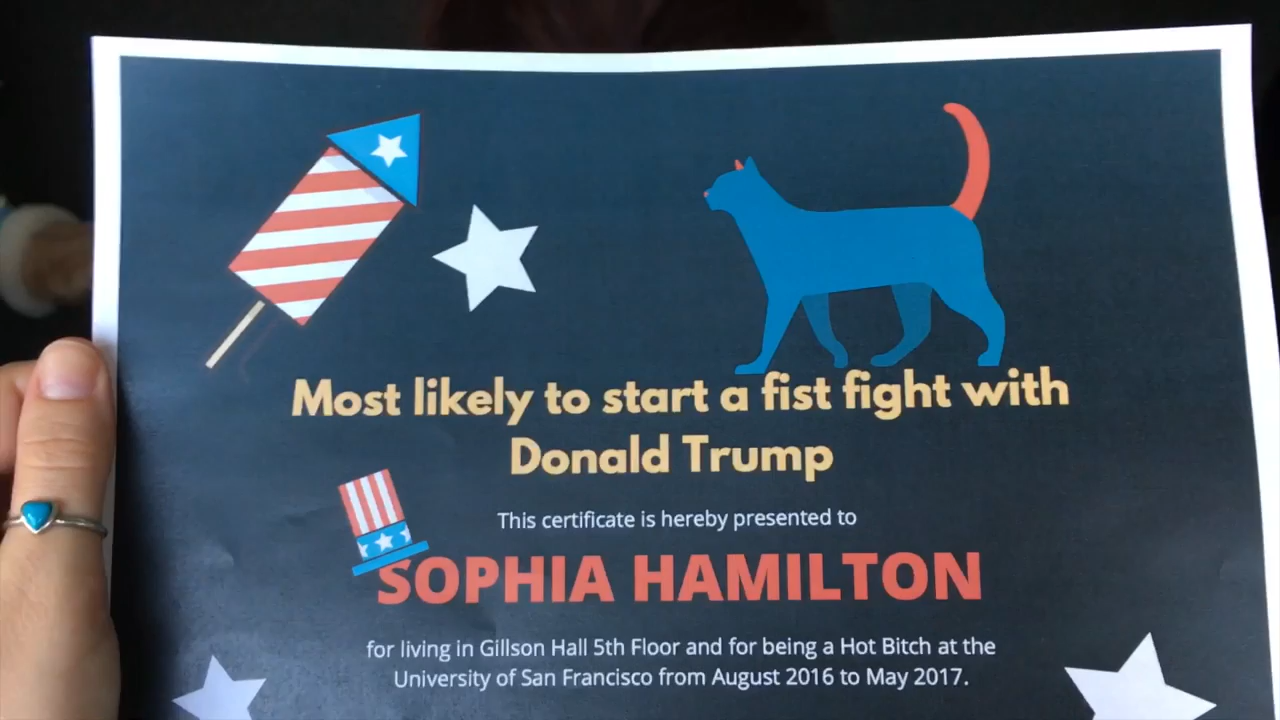 Most likely to start a fist fight with
Donald Trump
This certificate is hereby presented to
SOPHIA HAMILTON
for living in Gillson Hall 5th Floor and for being a Hot Bitch at the
University of San Francisco from August 2016 to May 2017.